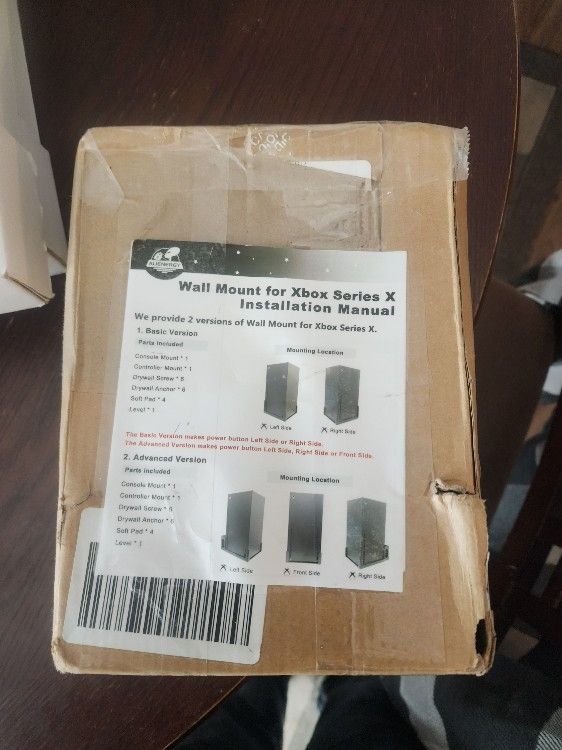 ALIENERGY
Wall Mount for Xbox Series X
Installation Manual
We provide 2 versions of Wall Mount for Xbox Series X.
1. Basic Version
Parts included
Mounting Location
Console Mount * 1
Controller Mount * 1
Drywall Screw * 6
Drywall Anchor * 6
Soft Pad * 4
Level * 1
Left Side
Right Side
The Basic Version makes power button Left Side or Right Side.
The Advanced Version makes power button Left Side, Right Side or Front Side.
2. Advanced Version
Parts included
Mounting Location
Console Mount * 1
Controller Mount * 1
Drywall Screw * 6
Drywall Anchor * 6
Soft Pad * 4
Level * 1
Left Side
Front Side
Right Side